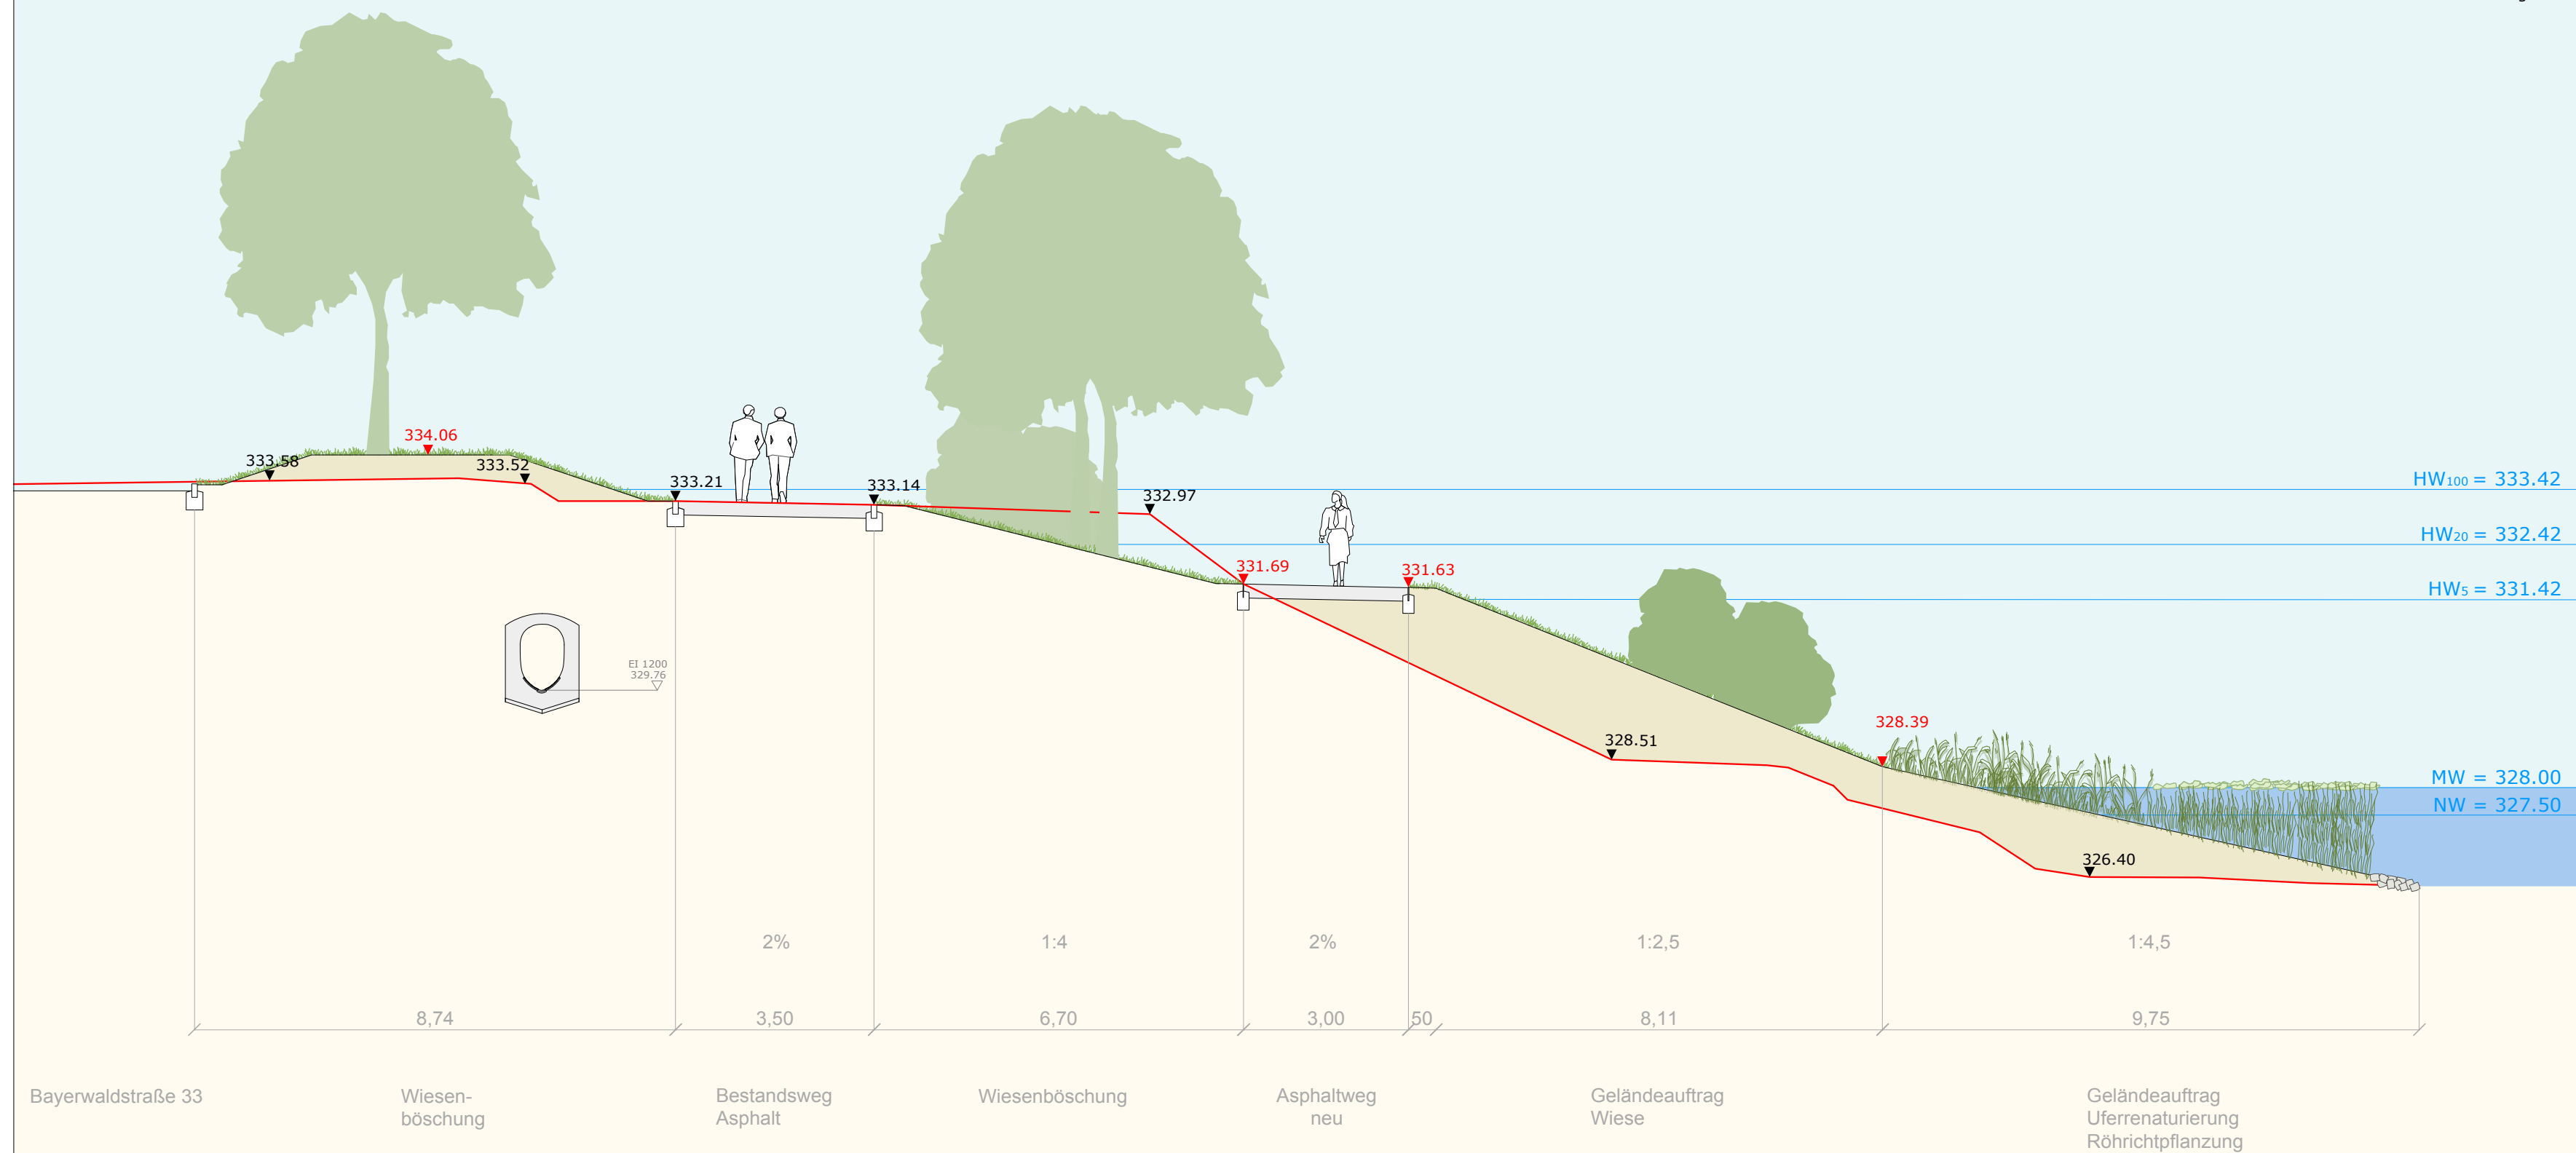 334.06
333.58
333.52
333.21
333.14
332.97
HW100 = 333.42
HW20 = 332.42
331.69
331.63
HW5 = 331.42
EI 1200
329.76
328.51
328.39
MW = 328.00
NW = 327.50
326.40
2%
1:4
2%
1:2,5
1:4,5
8,74
3,50
6,70
3,00
50
8,11
9,75
Bayerwaldstraße 33
Wiesen-
böschung
Bestandsweg
Asphalt
Wiesenböschung
Asphaltweg
neu
Geländeauftrag
Wiese
Geländeauftrag
Uferrenaturierung
Röhrichtpflanzung